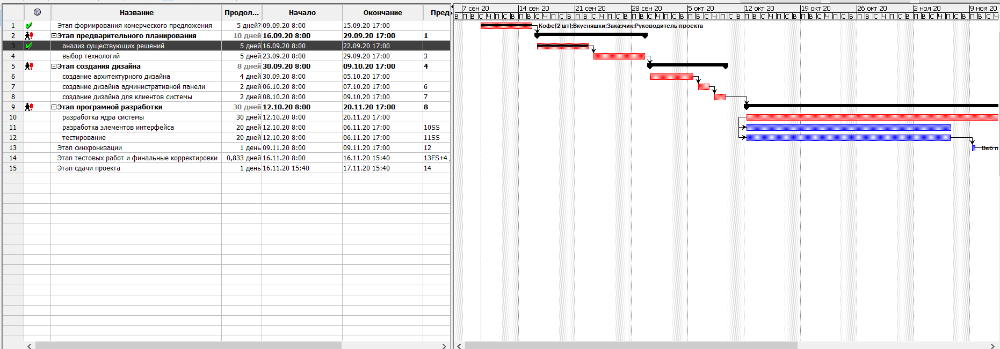 Название Продол... Начало Окончание Пред
1 Этап формирования комерческого предложения 5 дней? 09.09.20 8:00 15.09.20 17:00
2 Этап предварительного планирования 10 дней 16.09.20 8:00 29.09.20 17:00 1
3 анализ существующих решений 5 дней 16.09.20 8:00 22.09.20 17:00
4 выбор технологий 5 дней 23.09.20 8:00 29.09.20 17:00 3
5 Этап создания дизайна 8 дней 30.09.20 8:00 09.10.20 17:00 4
6 создание архитектурного дизайна 4 дней 30.09.20 8:00 05.10.20 17:00
7 создание дизайна административной панели 2 дней 06.10.20 8:00 07.10.20 17:00 6
8 создание дизайна для клиентов системы 2 дней 08.10.20 8:00 09.10.20 17:00 7
9 Этап програмной разработки 30 дней 12.10.20 8:00 20.11.20 17:00 8
10 разработка ядра системы 30 дней 12.10.20 8:00 20.11.20 17:00
11 разработка элементов интерфейса 20 дней 12.10.20 8:00 06.11.20 17:00 10SS
12 тестирование 20 дней 12.10.20 8:00 06.11.20 17:00 11SS
13 Этап синхронизации 1 день 09.11.20 8:00 09.11.20 17:00 12
14 Этап тестовых работ и финальные корректировки 0,833 дней 16.11.20 8:00 16.11.20 15:40 13FS+4
15 Этап сдачи проекта 1 день 16.11.20 15:40 17.11.20 15:40 14
7 сен 20 14 сен 20 21 сен 20 28 сен 20 5 окт 20 12 окт 20 19 окт 20 26 окт 20 2 ноя 20 9 ноя 20
В П В С Ч П С В П В С Ч П С В П В С Ч П С В П В С Ч П С В П В С Ч П С В П В С Ч П С В П В С Ч П С В П В С Ч П С В П В С Ч П С В П В С Ч
Кофе[2 шт];Вкусняшки;Заказчик;Руководитель проекта
Веб п